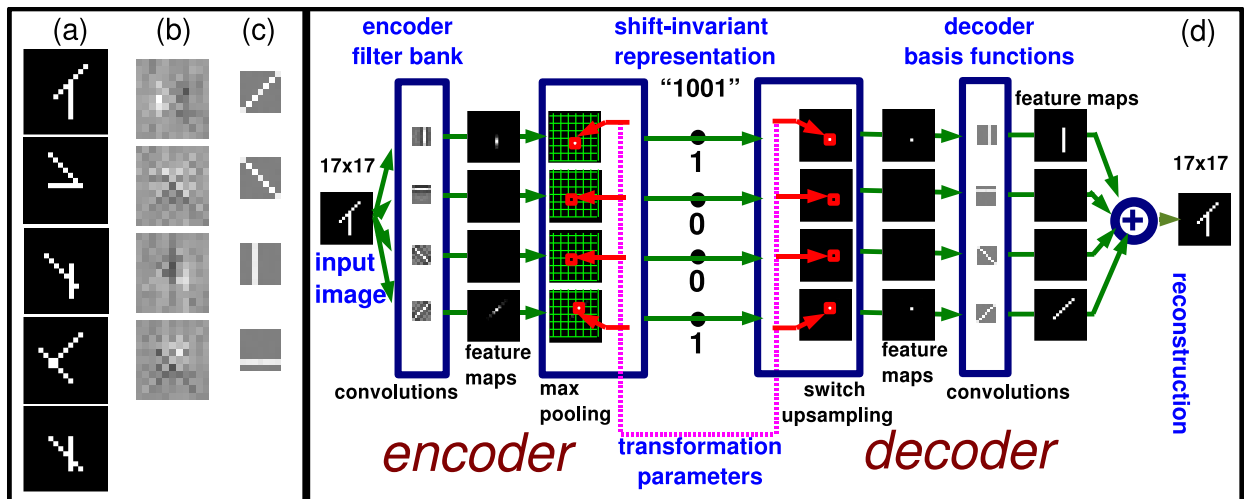 (a)
(b)
(c)
(d)
encoder
filter bank
shift-invariant
representation
"1001"
decoder
basis functions
feature maps
17x17
input
image
1
0
0
1
17x17
reconstruction
convolutions
feature
maps
max
pooling
switch
upsampling
feature
maps
convolutions
encoder
transformation
parameters
decoder